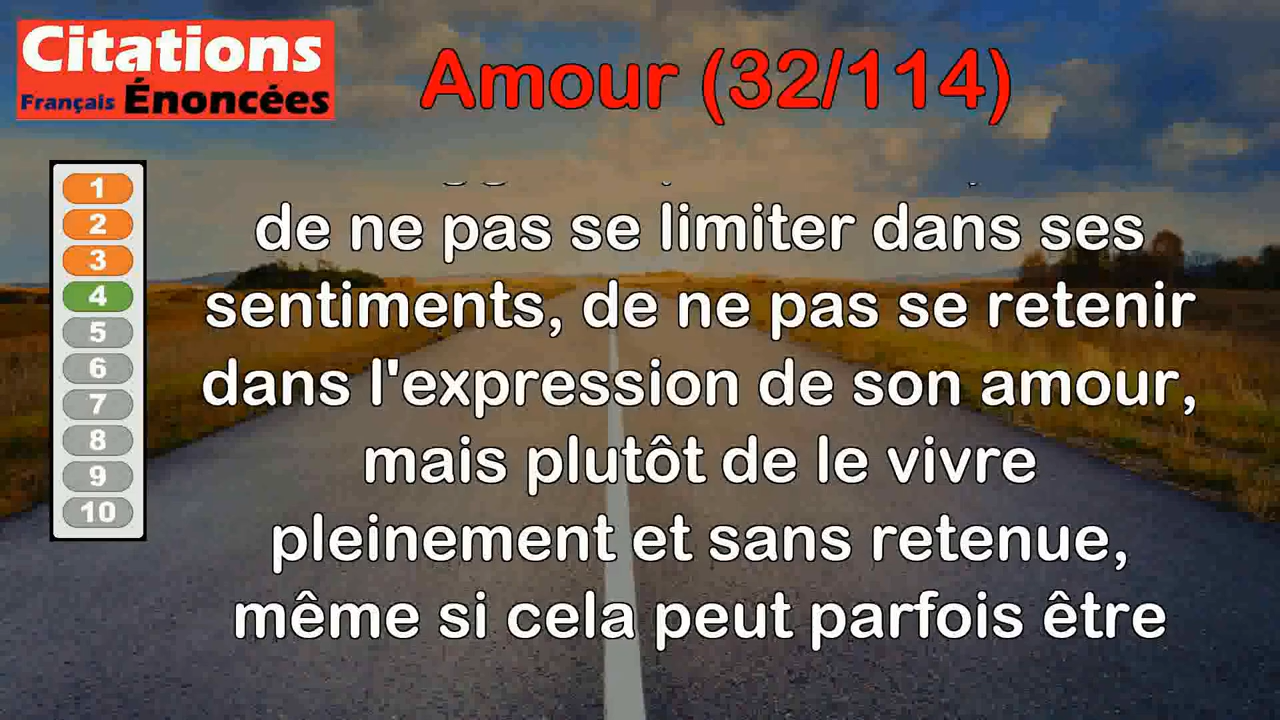 Citations
Français Énoncées
Amour (32/114)
1
2
3
4
5
6
7
8
9
10
de ne pas se limiter dans ses
sentiments, de ne pas se retenir
dans l'expression de son amour,
mais plutôt de le vivre
pleinement et sans retenue,
même si cela peut parfois être